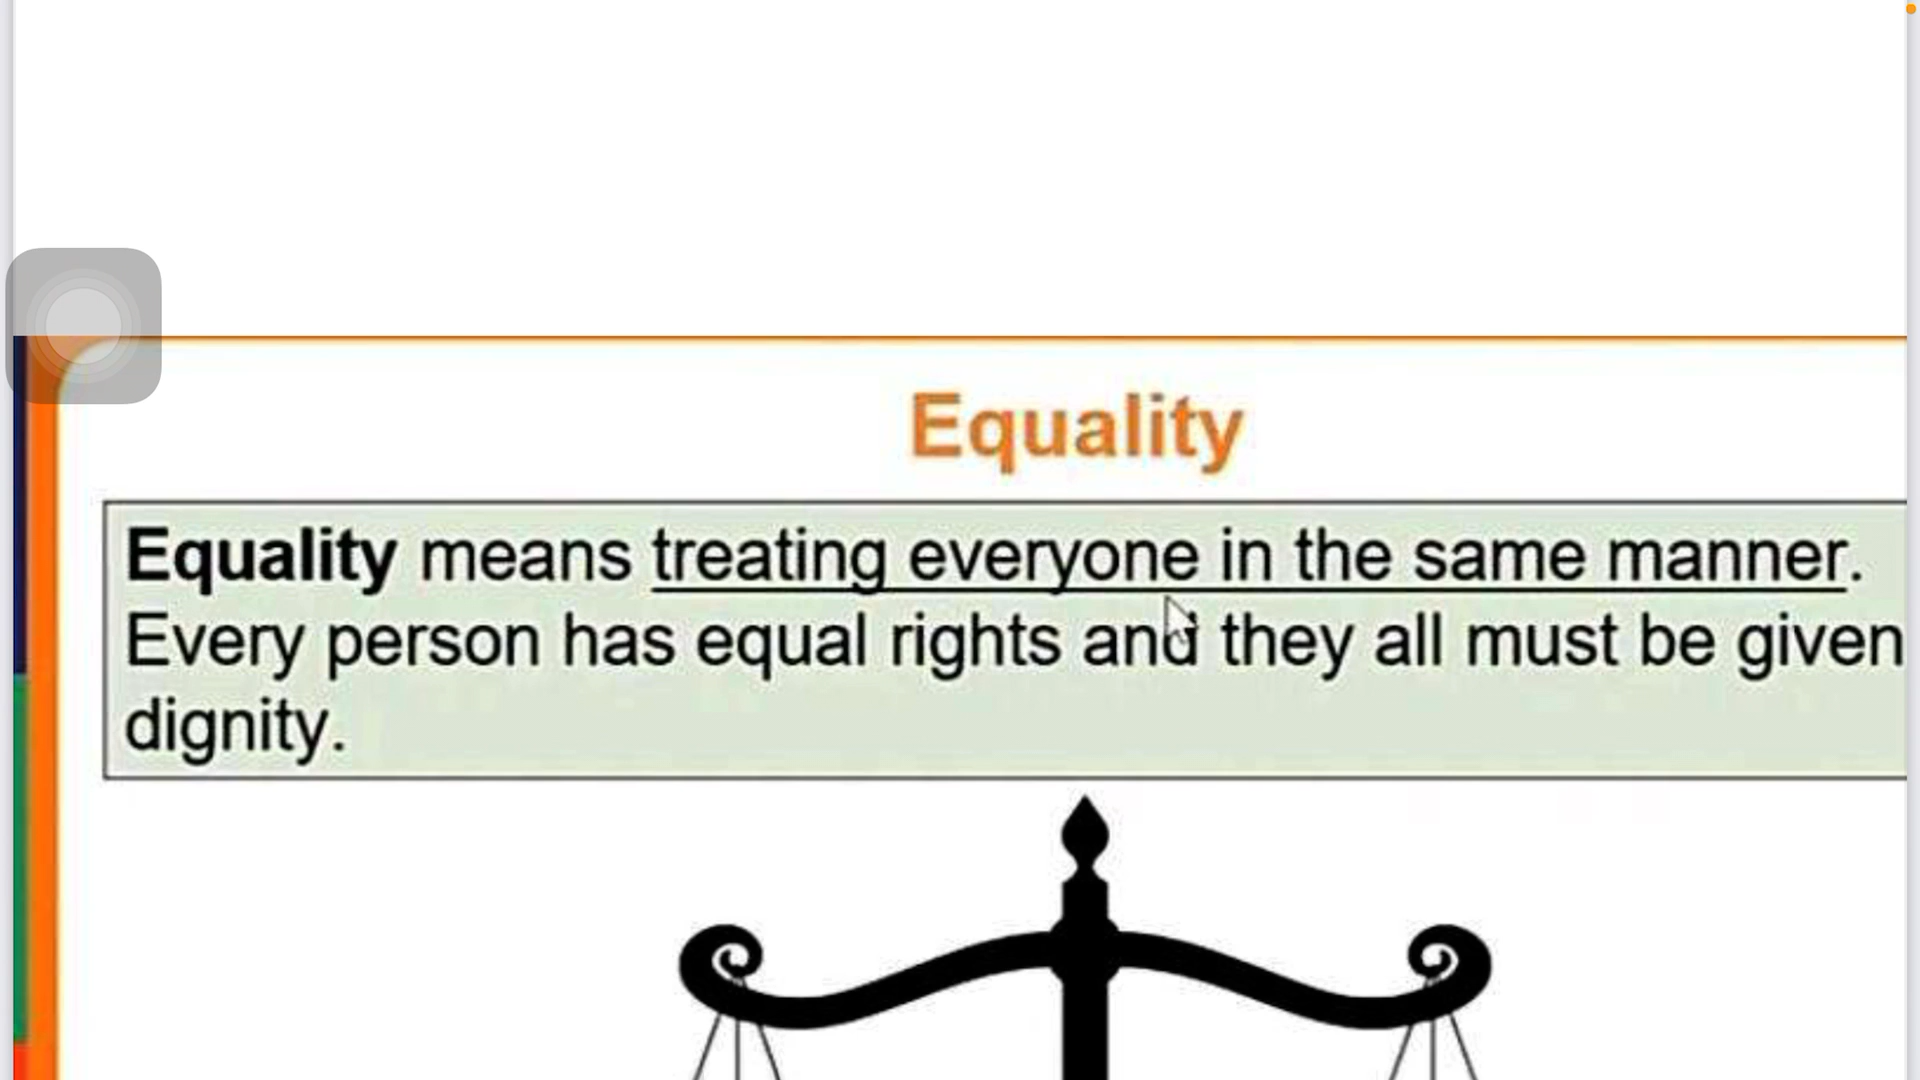 Equality
Equality means treating everyone in the same manner.
Every person has equal rights and they all must be given
dignity.